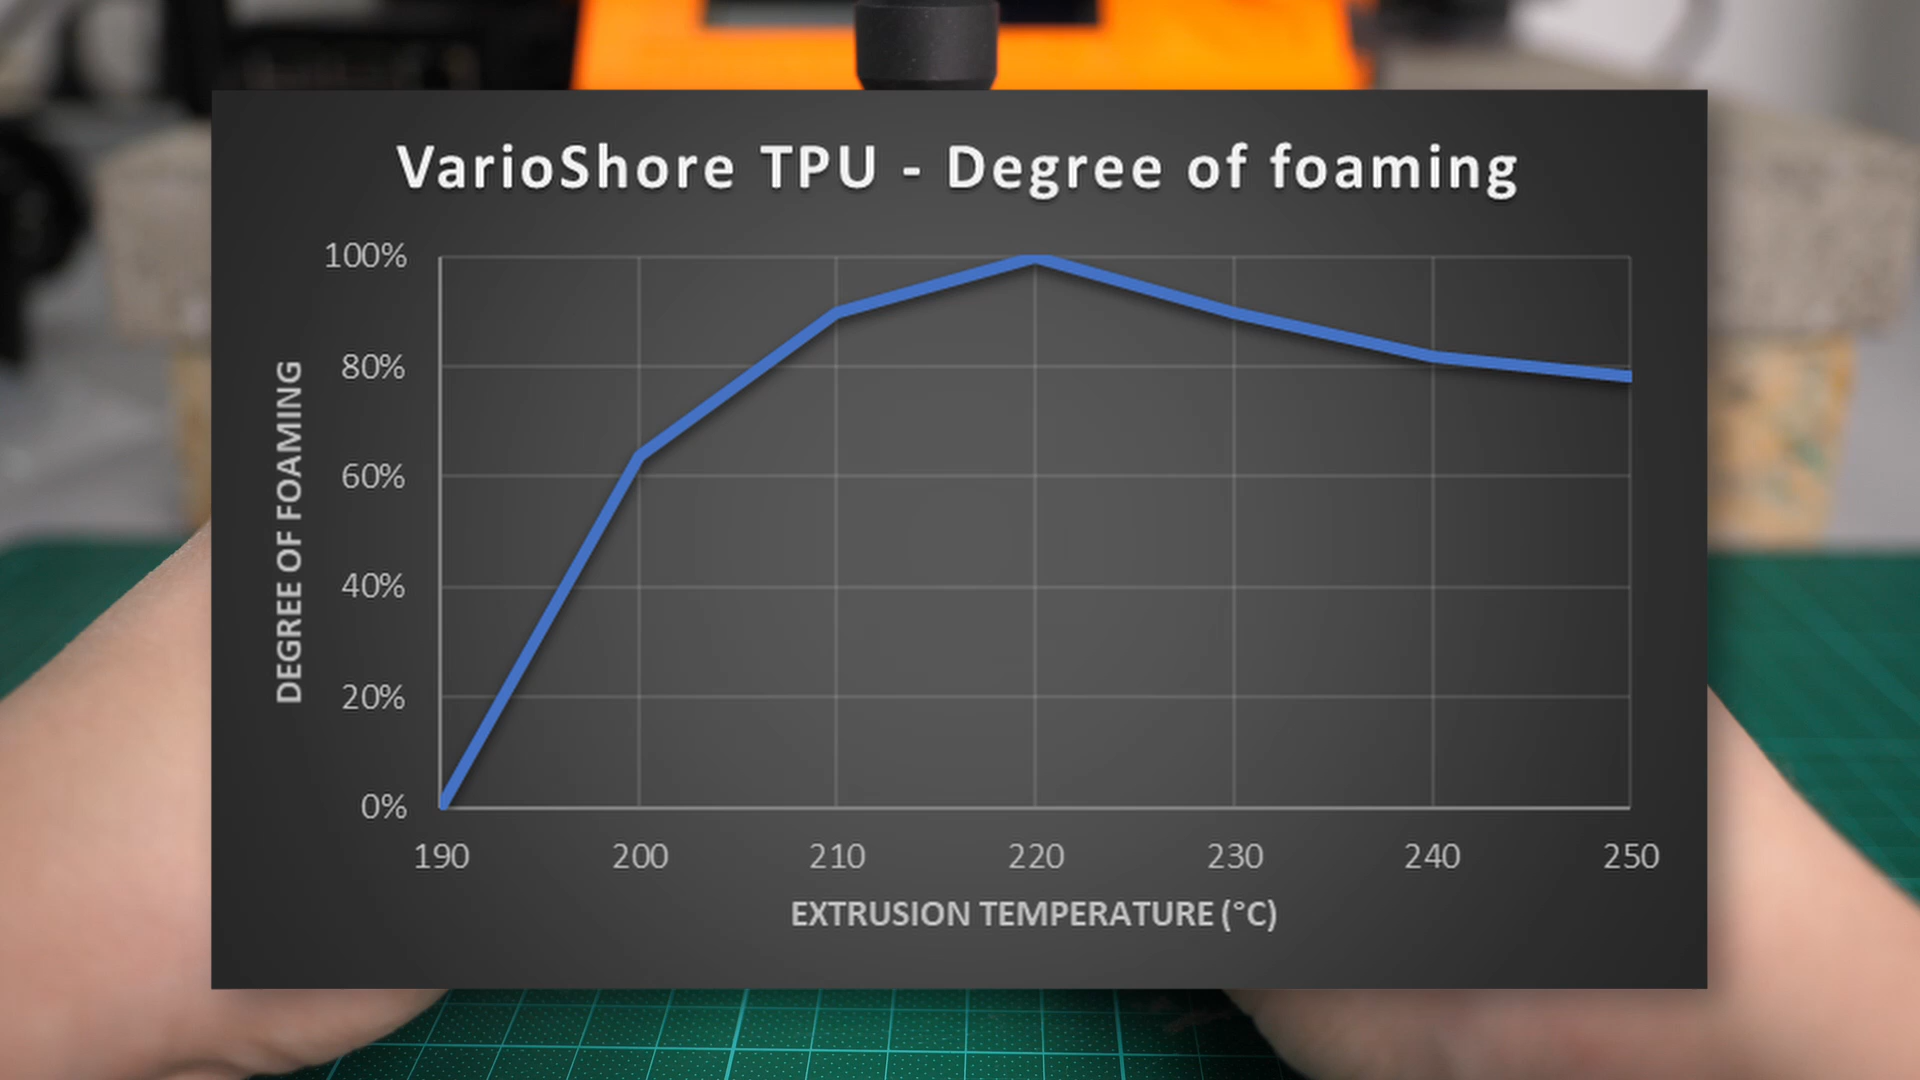 VarioShore TPU - Degree of foaming
100%
80%
60%
40%
20%
0%
DEGREE OF FOAMING
190 200 210 220 230 240 250
EXTRUSION TEMPERATURE (°C)